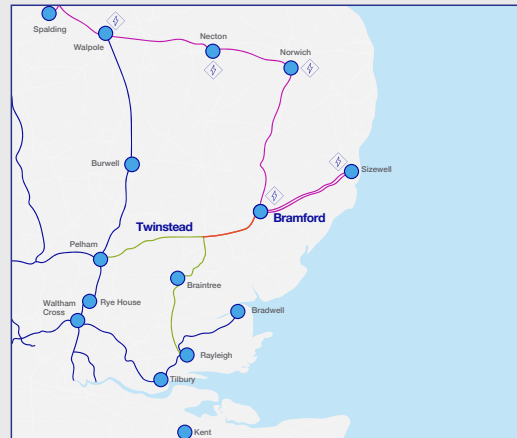 Spalding
Walpole
Necton
Norwich
Burwell
Sizewell
Bramford
Twinstead
Pelham
Braintree
Rye House
Waltham
Cross
Bradwell
Rayleigh
Tilbury
Kent